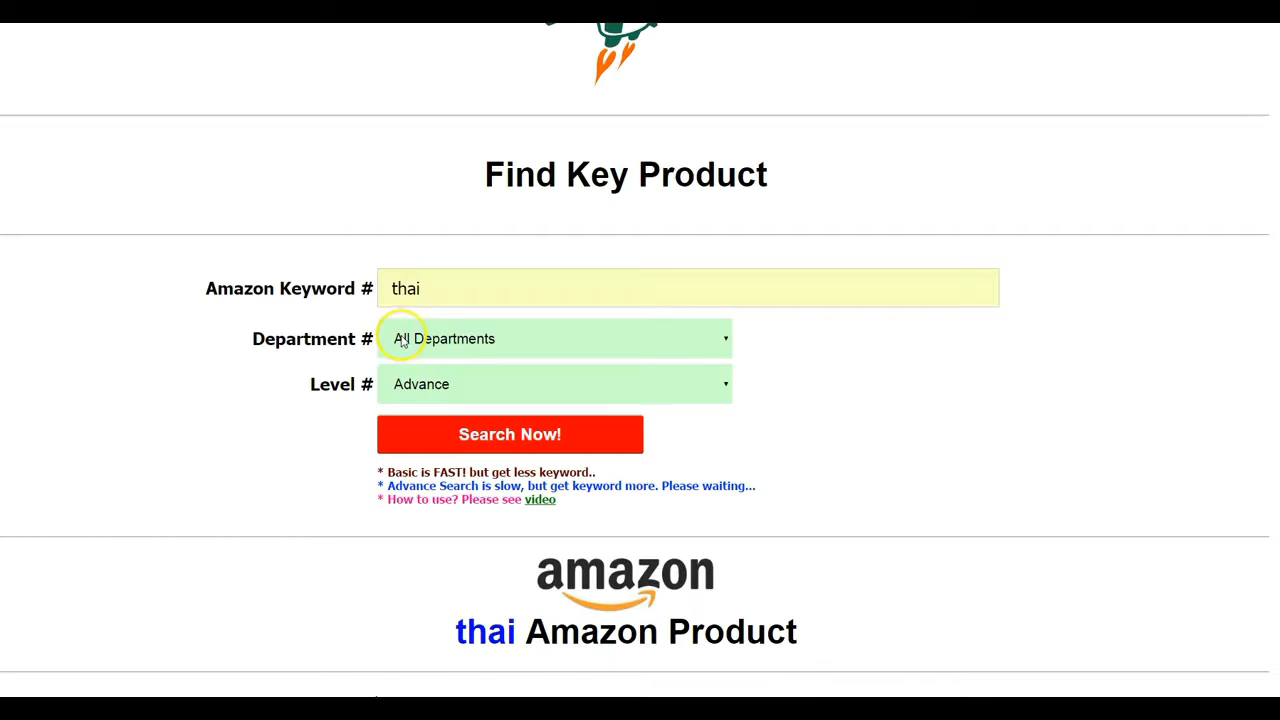 Find Key Product
Amazon Keyword # thai
Department # All Departments
Level # Advance
Search Now!
* Basic is FAST! but get less keyword..
* Advance Search is slow, but get keyword more. Please waiting...
* How to use? Please see video
amazon
thai Amazon Product